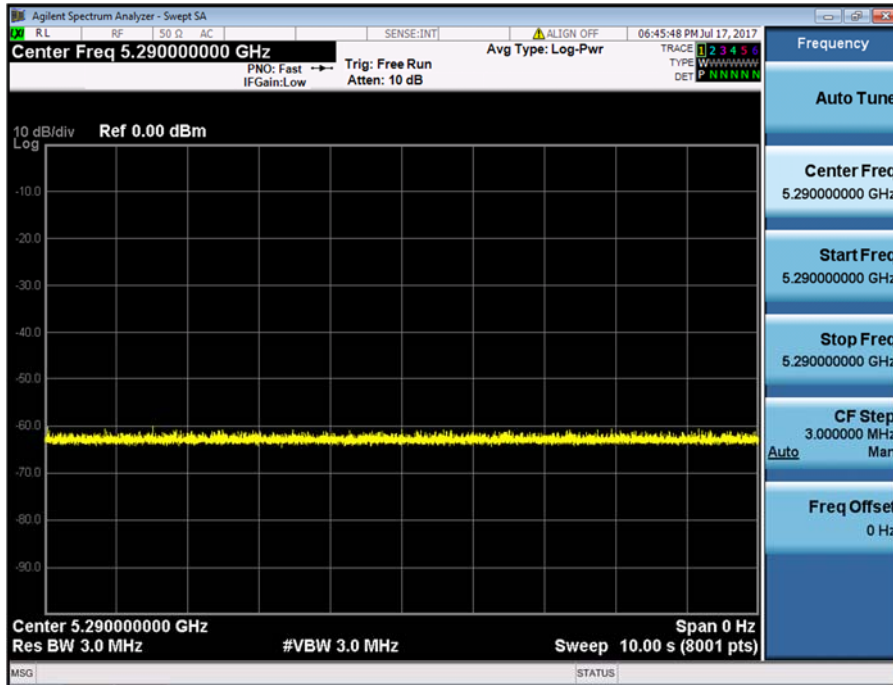 Agilent Spectrum Analyzer - Swept SA
LXI RL RF 50 Ω AC SENSE:INT ALIGN OFF 06:45:48 PM Jul 17, 2017
Center Freq 5.290000000 GHz
PNO: Fast
IFGain:Low
Trig: Free Run
Atten: 10 dB
Avg Type: Log-Pwr
TRACE 1 2 3 4 5 6
TYPE W
DET P N N N N N
10 dB/div Ref 0.00 dBm
Log
-10.0
-20.0
-30.0
-40.0
-50.0
-60.0
-70.0
-80.0
-90.0
Center 5.290000000 GHz Span 0 Hz
Res BW 3.0 MHz #VBW 3.0 MHz Sweep 10.00 s (8001 pts)
MSG STATUS
Frequency
Auto Tune
Center Freq
5.290000000 GHz
Start Freq
5.290000000 GHz
Stop Freq
5.290000000 GHz
CF Step
3.000000 MHz
Auto Man
Freq Offset
0 Hz